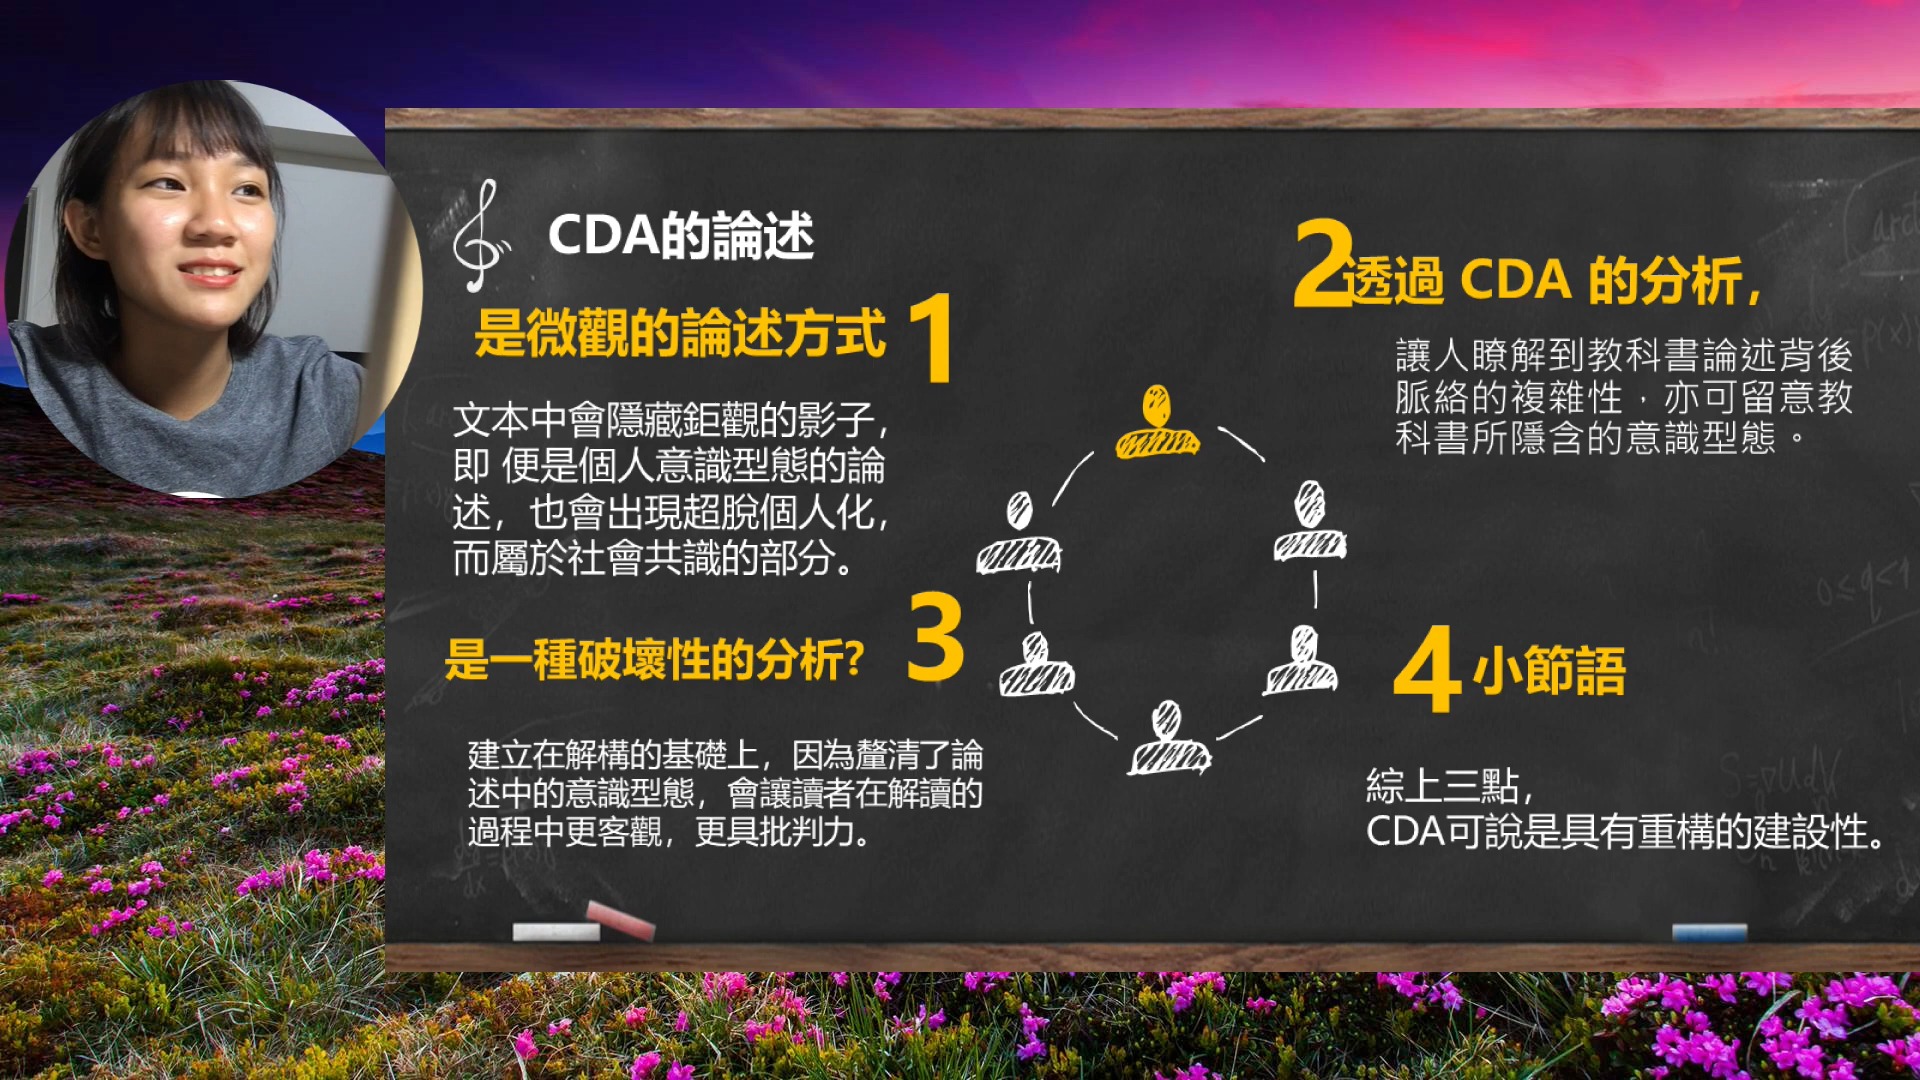 CDA的論述
是微觀的論述方式 1
文本中會隱藏鉅觀的影子，
即 便是個人意識型態的論
述，也會出現超脫個人化，
而屬於社會共識的部分。
2透過 CDA 的分析，
讓人瞭解到教科書論述背後
脈絡的複雜性，亦可留意教
科書所隱含的意識型態。
是一種破壞性的分析? 3
建立在解構的基礎上，因為釐清了論
述中的意識型態，會讓讀者在解讀的
過程中更客觀，更具批判力。
4 小節語
綜上三點，
CDA可說是具有重構的建設性。